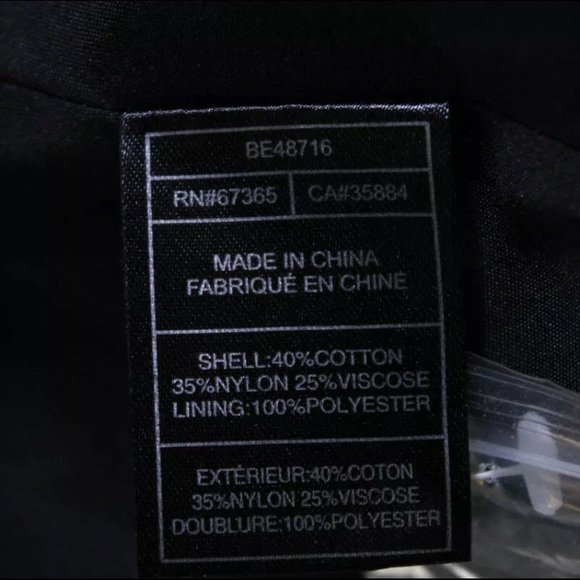 BE48716
RN#67365 CA#35884
MADE IN CHINA
FABRIQUÉ EN CHINE
SHELL:40%COTTON
35%NYLON 25%VISCOSE
LINING:100%POLYESTER
EXTÉRIEUR:40%COTON
35%NYLON 25%VISCOSE
DOUBLURE:100%POLYESTER